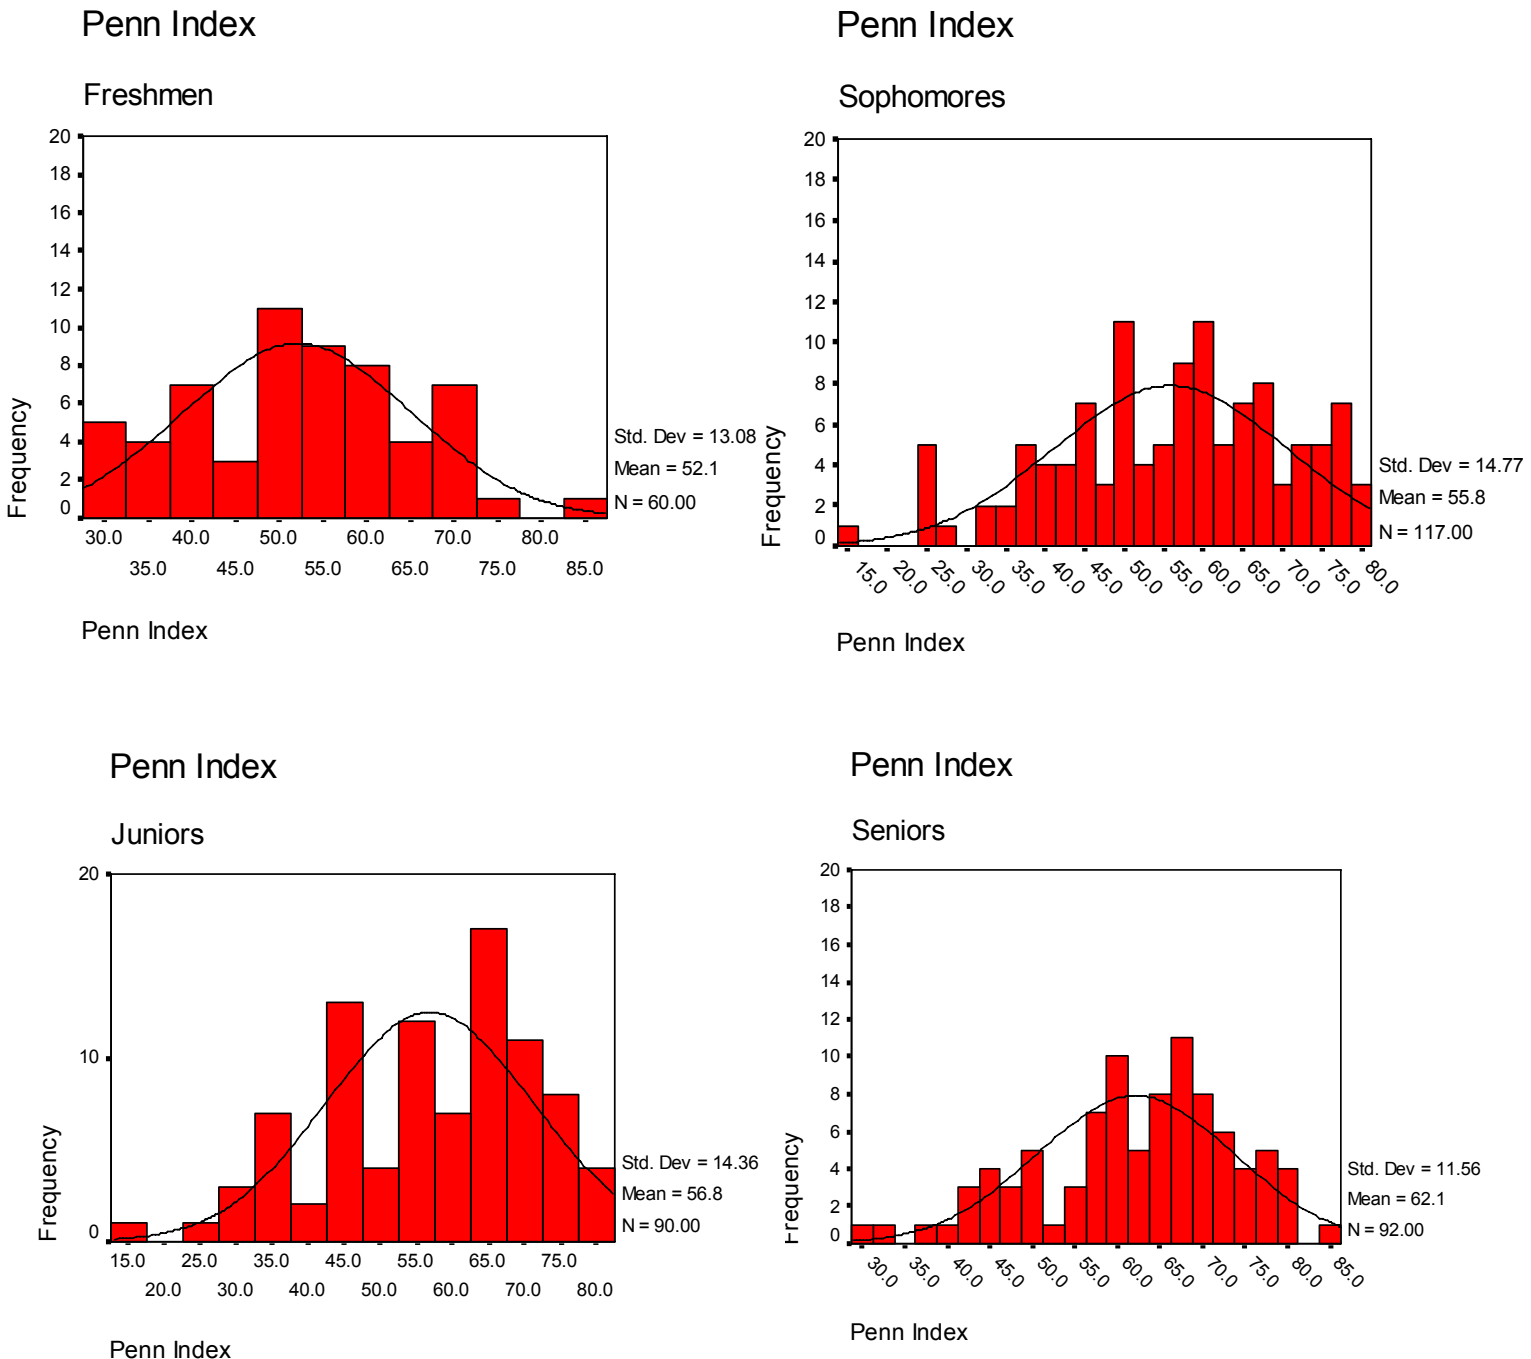 Penn Index
Freshmen
20
18
16
14
12
10
8
6
4
2
0
Frequency
30.0 40.0 50.0 60.0 70.0 80.0
35.0 45.0 55.0 65.0 75.0 85.0
Std. Dev = 13.08
Mean = 52.1
N = 60.00
Penn Index
Penn Index
Sophomores
20
18
16
14
12
10
8
6
4
2
0
Frequency
15.0 20.0 25.0 30.0 35.0 40.0 45.0 50.0 55.0 60.0 65.0 70.0 75.0 80.0
Std. Dev = 14.77
Mean = 55.8
N = 117.00
Penn Index
Penn Index
Juniors
20
10
0
Frequency
15.0 25.0 35.0 45.0 55.0 65.0 75.0
20.0 30.0 40.0 50.0 60.0 70.0 80.0
Std. Dev = 14.36
Mean = 56.8
N = 90.00
Penn Index
Penn Index
Seniors
20
18
16
14
12
10
8
6
4
2
0
Frequency
30.0 35.0 40.0 45.0 50.0 55.0 60.0 65.0 70.0 75.0 80.0 85.0
Std. Dev = 11.56
Mean = 62.1
N = 92.00
Penn Index